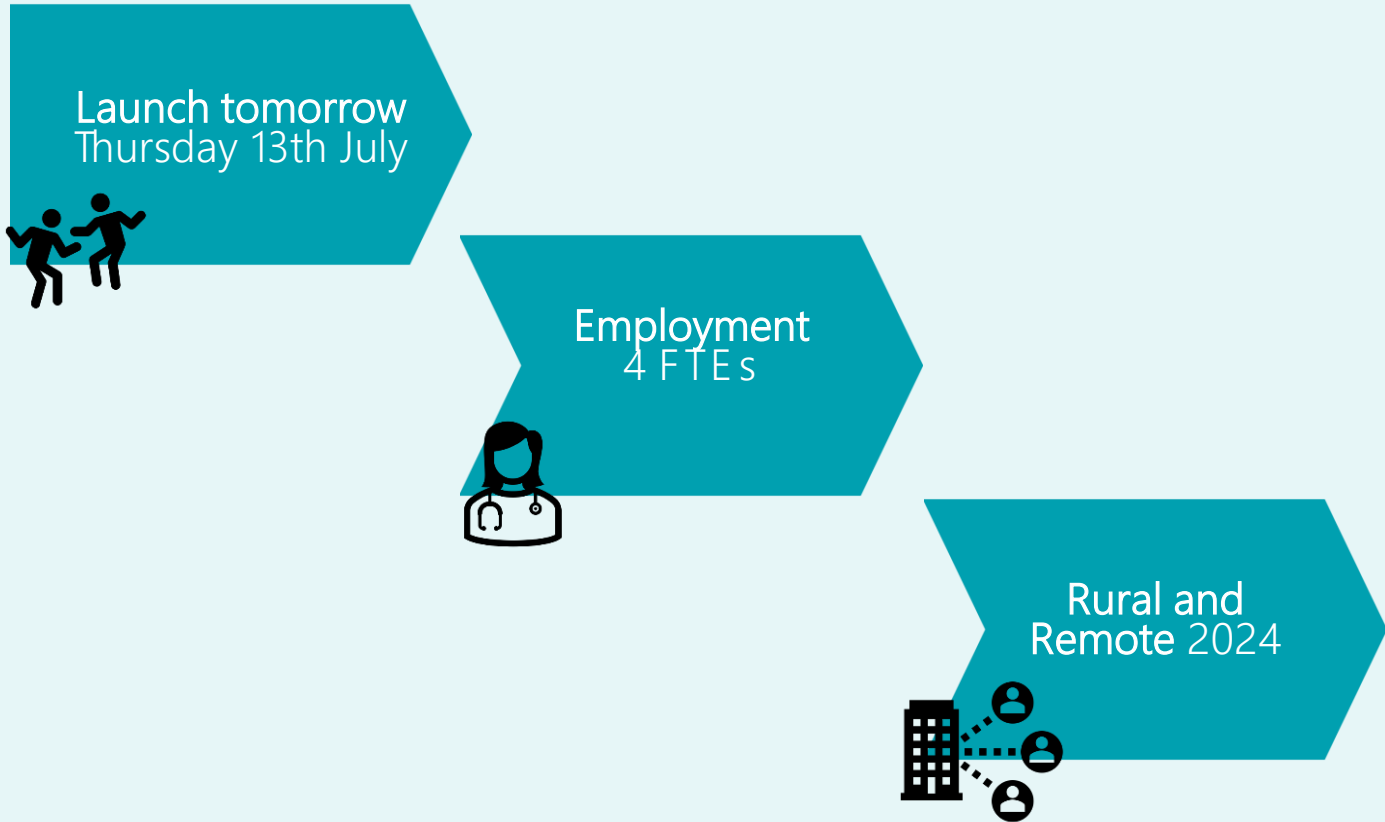 Launch tomorrow
Thursday 13th July
Employment
4 FTEs
Rural and
Remote 2024